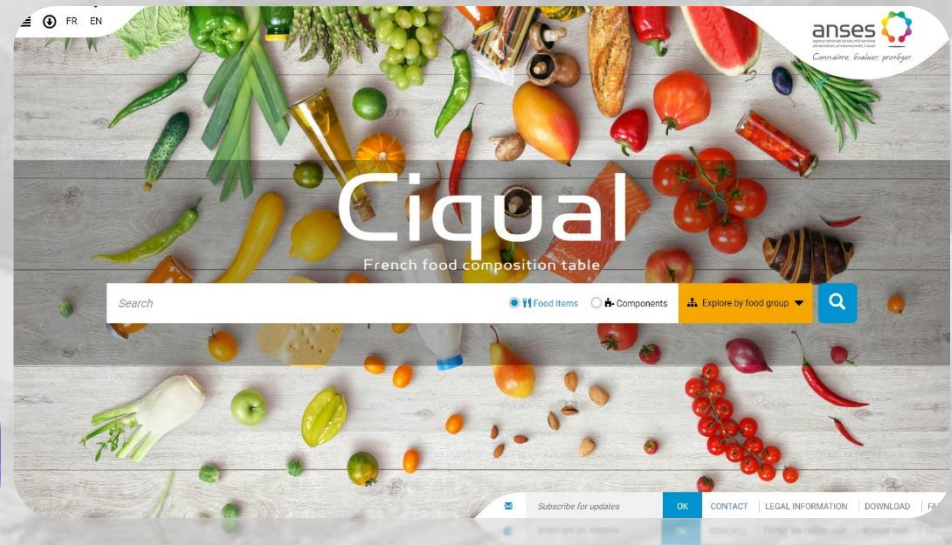 FR EN
anses
Connaître, évaluer, protéger
Ciqual
French food composition table
Search
Food Items
Components
Explore by food group
Subscribe for updates
OK
CONTACT
LEGAL INFORMATION
DOWNLOAD